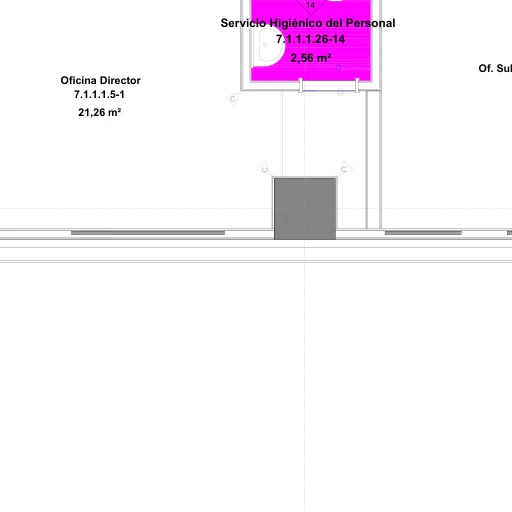 14
Servicio Higiénico del Personal
7.1.1.1.26-14
2,56 m²
Oficina Director
7.1.1.1.5-1
21,26 m²
Of. Sul
C
C